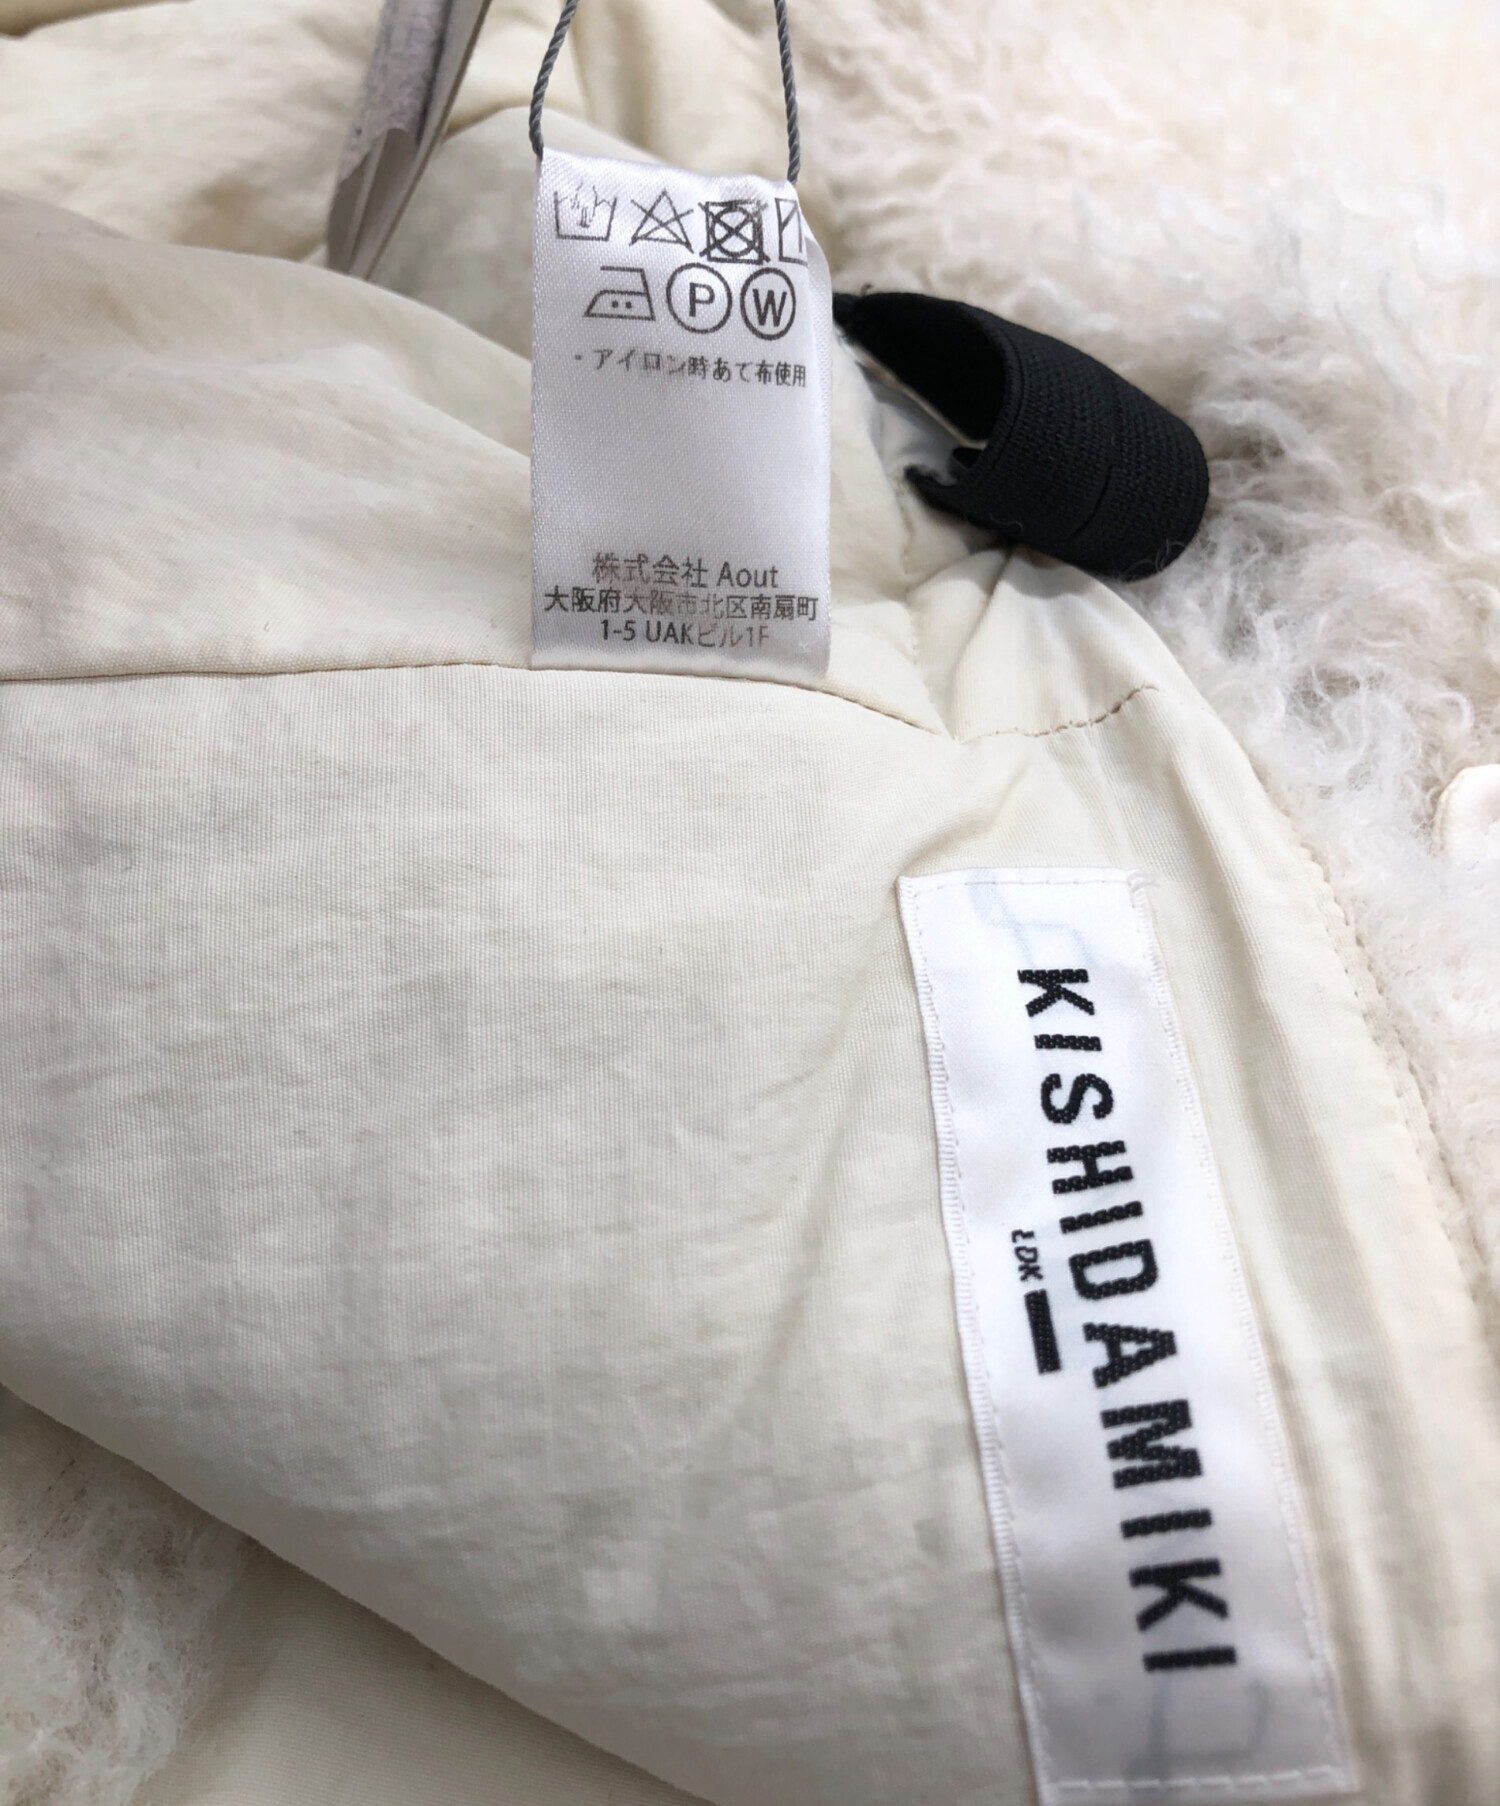 P W
・アイロン時あて布使用
株式会社 Aout
大阪府大阪市北区南扇町
1-5 UAKビル1F
KISHIDAMIKI
LDK